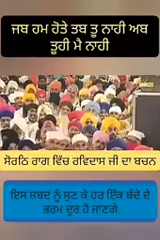 ਜਬ ਹਮ ਹੋਤੇ ਤਬ ਤੂ ਨਾਹੀ ਅਬ
ਤੂਹੀ ਮੈ ਨਾਹੀ
ਸੋਰਠਿ ਰਾਗ ਵਿੱਚ ਰਵਿਦਾਸ ਜੀ ਦਾ ਬਚਨ
ਇਸ ਸ਼ਬਦ ਨੂੰ ਸੁਣ ਕੇ ਹਰ ਇੱਕ ਬੰਦੇ ਦੇ
ਭਰਮ ਦੂਰ ਹੋ ਜਾਣਗੇ